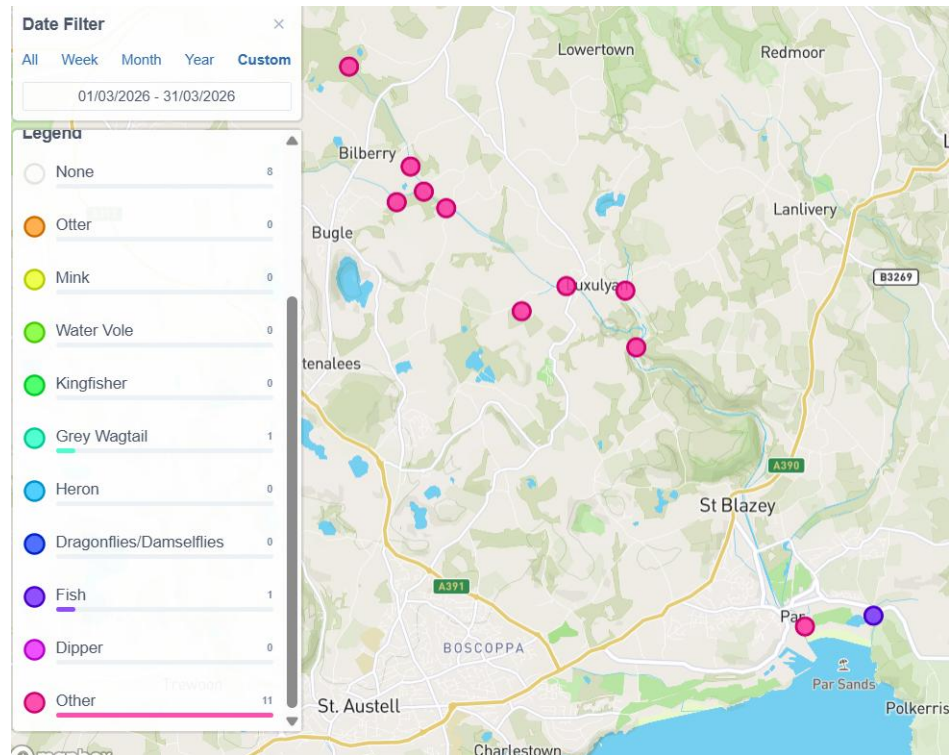 Date Filter ×
All Week Month Year Custom
01/03/2026 - 31/03/2026
Legend
None 8
Otter 0
Mink 0
Water Vole 0
Kingfisher 0
Grey Wagtail 1
Heron 0
Dragonflies/Damselflies 0
Fish 1
Dipper 0
Other 11
Trewoon
mapbox
Lowertown
Redmoor
Bilberry
Lanlivery
L
Bugle
B3269
uxulya
tenalees
A390
St Blazey
A391
Par
BOSCOPPA
Par Sands
St. Austell
Polkerris
Charlestown